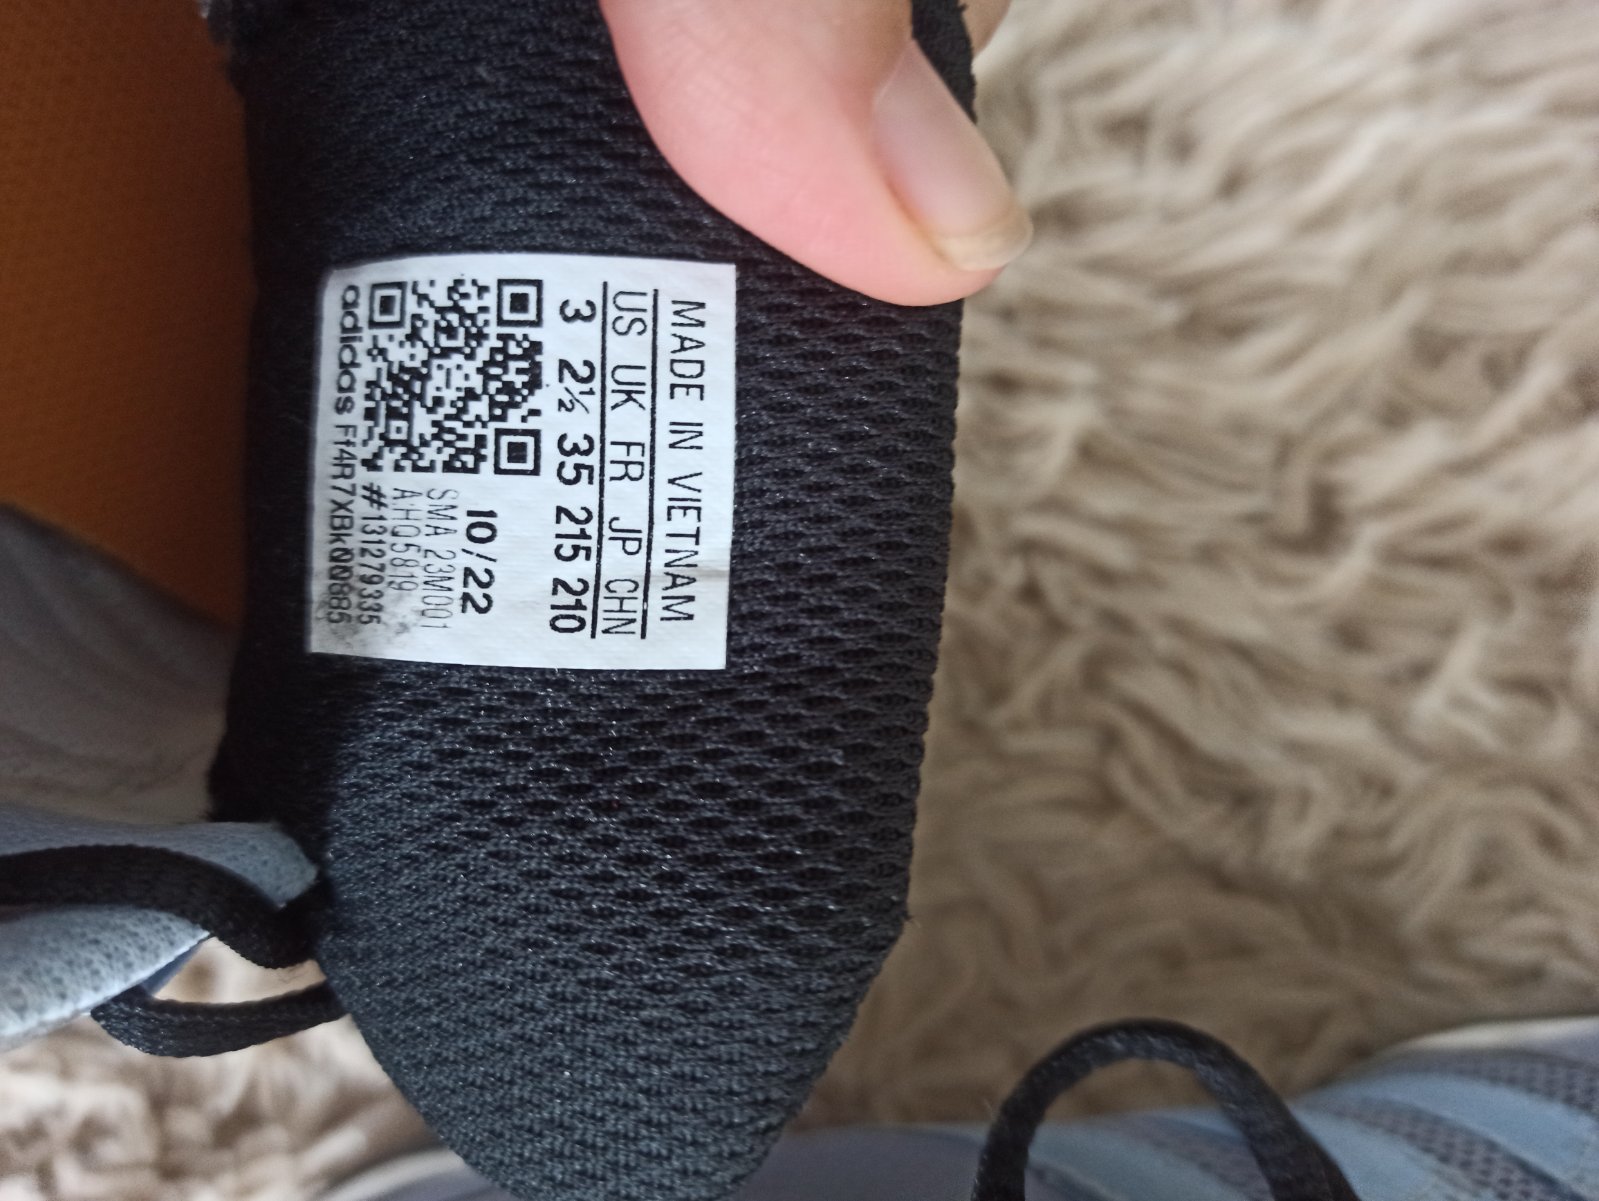 MADE IN VIETNAM
US UK FR JP CHN
3 2½ 35 215 210
10/22
SMA 23M001
AHQ5819
#131279335
adidas